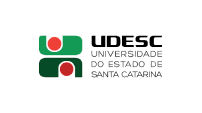 UDESC
UNIVERSIDADE
DO ESTADO DE
SANTA CATARINA